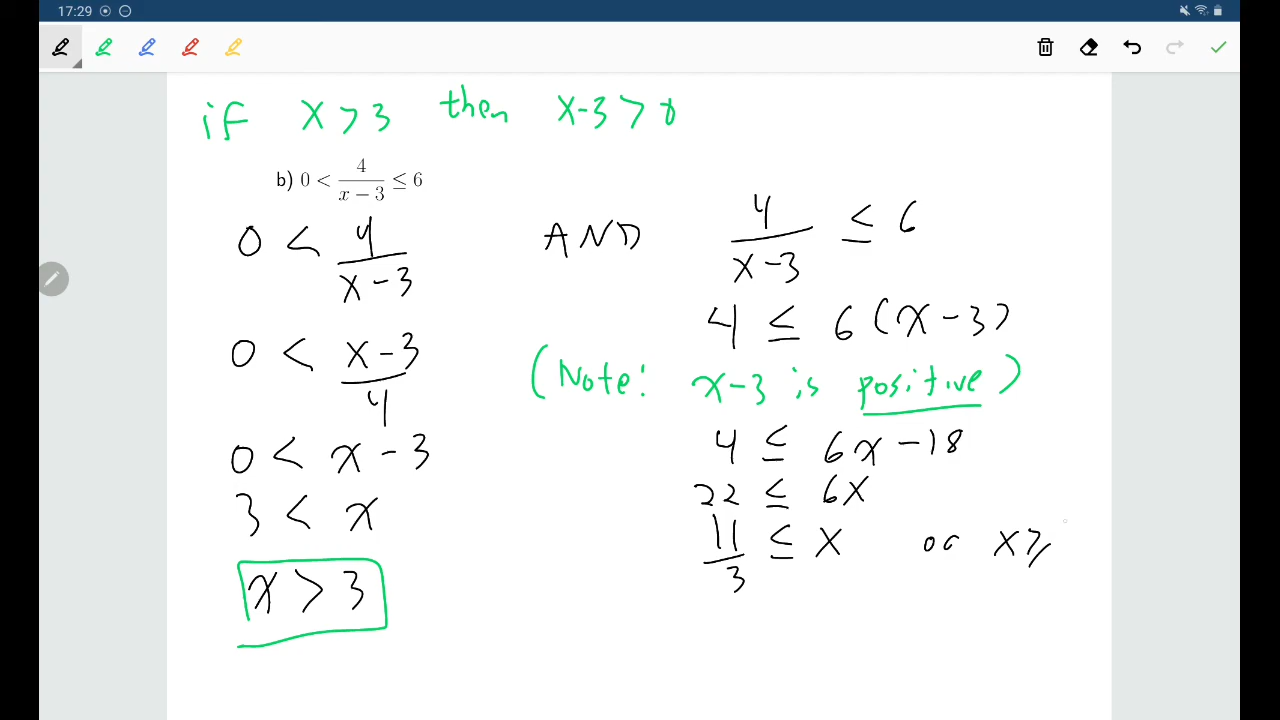 17:29
if x > 3 then x-3 > 0
b) 0 < 4/(x − 3) ≤ 6
0 < 4/(x-3) AND 4/(x-3) ≤ 6
4 ≤ 6(x-3)
0 < (x-3)/4
(Note: x-3 is positive)
0 < x-3
4 ≤ 6x-18
3 < x
22 ≤ 6x
11/3 ≤ x or x ≥
x > 3